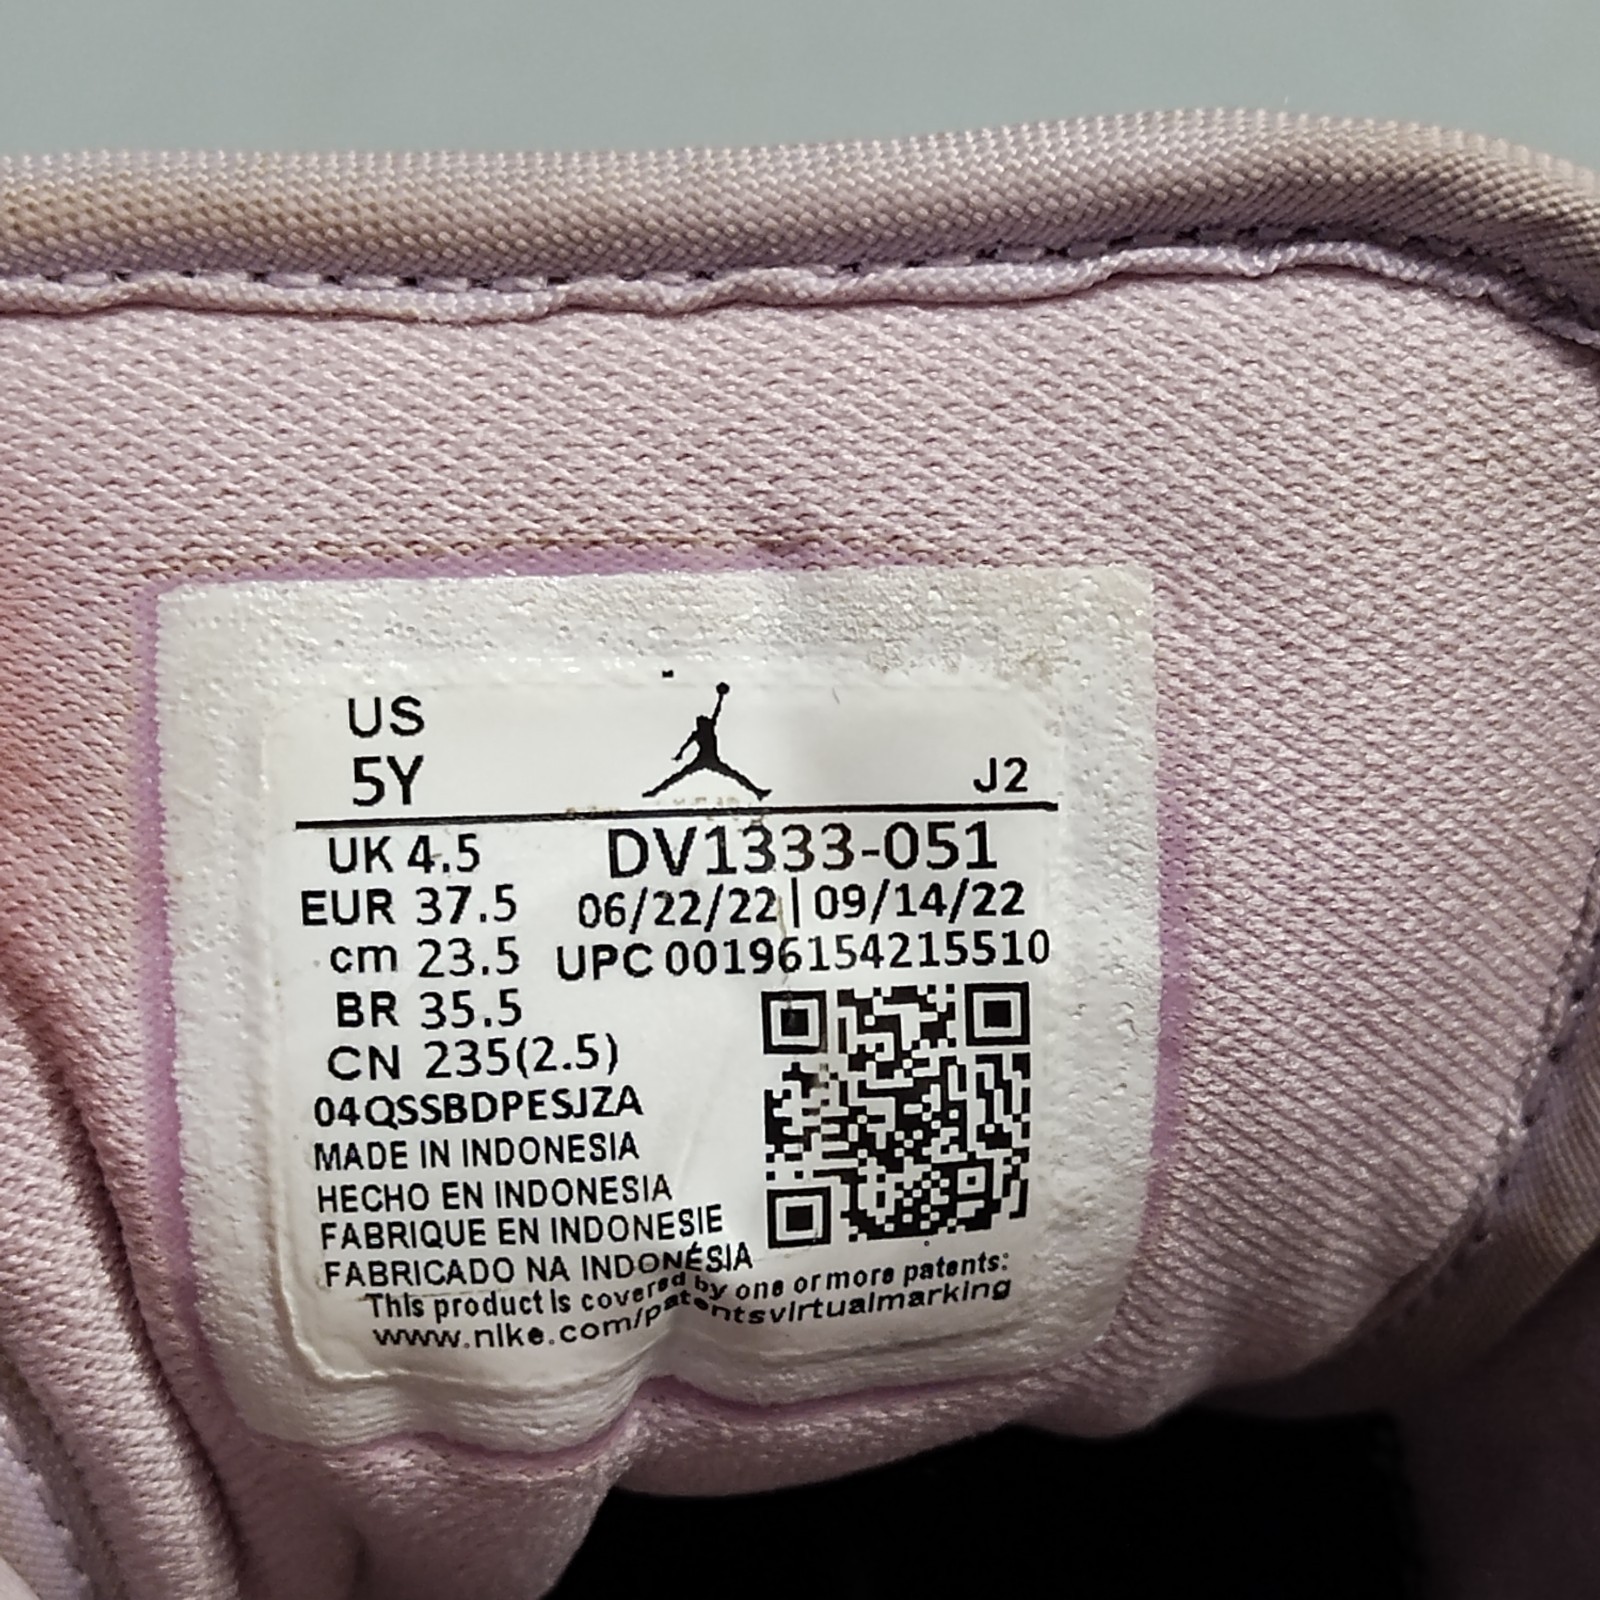 US
5Y
J2
UK 4.5
DV1333-051
EUR 37.5
06/22/22|09/14/22
cm 23.5
UPC 00196154215510
BR 35.5
CN 235(2.5)
04QSSBDPESJZA
MADE IN INDONESIA
HECHO EN INDONESIA
FABRIQUE EN INDONESIE
FABRICADO NA INDONÉSIA
This product is covered by one or more patents:
www.nike.com/patentsvirtualmarking